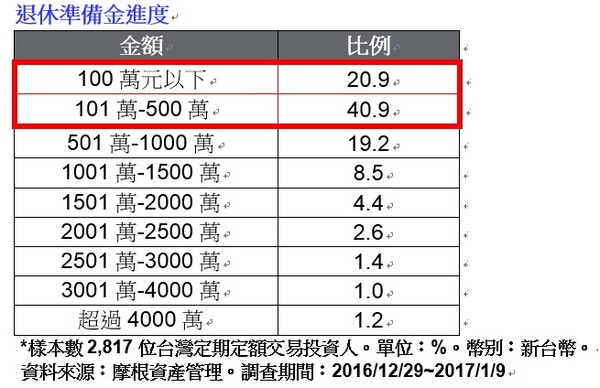 退休準備金進度
金額 比例
100 萬元以下 20.9
101 萬-500 萬 40.9
501 萬-1000 萬 19.2
1001 萬-1500 萬 8.5
1501 萬-2000 萬 4.4
2001 萬-2500 萬 2.6
2501 萬-3000 萬 1.4
3001 萬-4000 萬 1.0
超過 4000 萬 1.2
*樣本數 2,817 位台灣定期定額交易投資人。單位：%。幣別：新台幣。
資料來源：摩根資產管理。調查期間：2016/12/29~2017/1/9